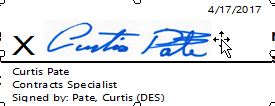 4/17/2017
X Curtis Pate
Curtis Pate
Contracts Specialist
Signed by: Pate, Curtis (DES)